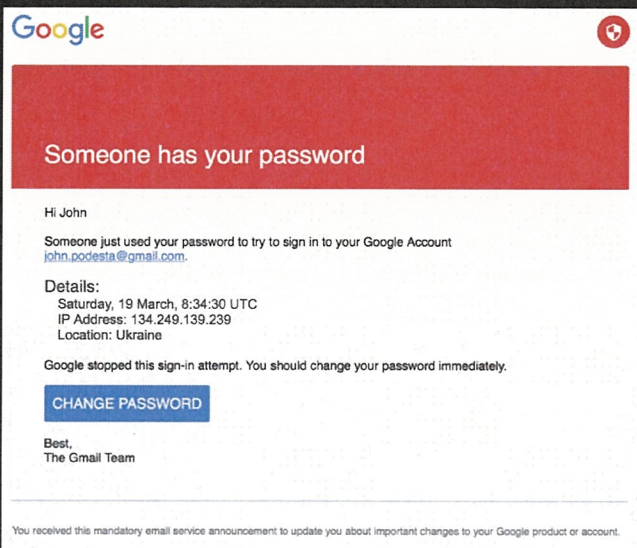 Google
Someone has your password
Hi John
Someone just used your password to try to sign in to your Google Account
john.podesta@gmail.com.
Details:
Saturday, 19 March, 8:34:30 UTC
IP Address: 134.249.139.239
Location: Ukraine
Google stopped this sign-in attempt. You should change your password immediately.
CHANGE PASSWORD
Best,
The Gmail Team
You received this mandatory email service announcement to update you about important changes to your Google product or account.